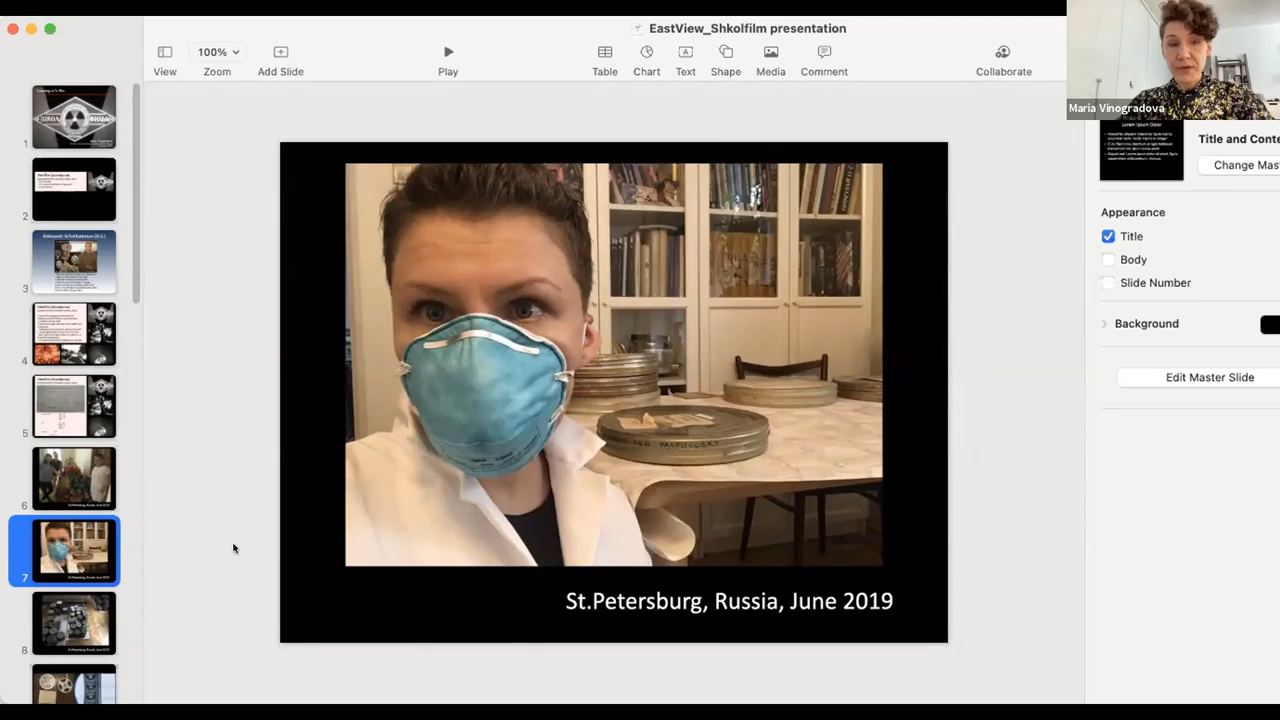 EastView_Shkolfilm presentation
100%
View
Zoom
Add Slide
Play
Table
Chart
Text
Shape
Media
Comment
Collaborate
Maria Vinogradova
Title and Conte
Change Mas
Appearance
Title
Body
Slide Number
Background
Edit Master Slide
1
2
3
4
5
6
7
8
St.Petersburg, Russia, June 2019